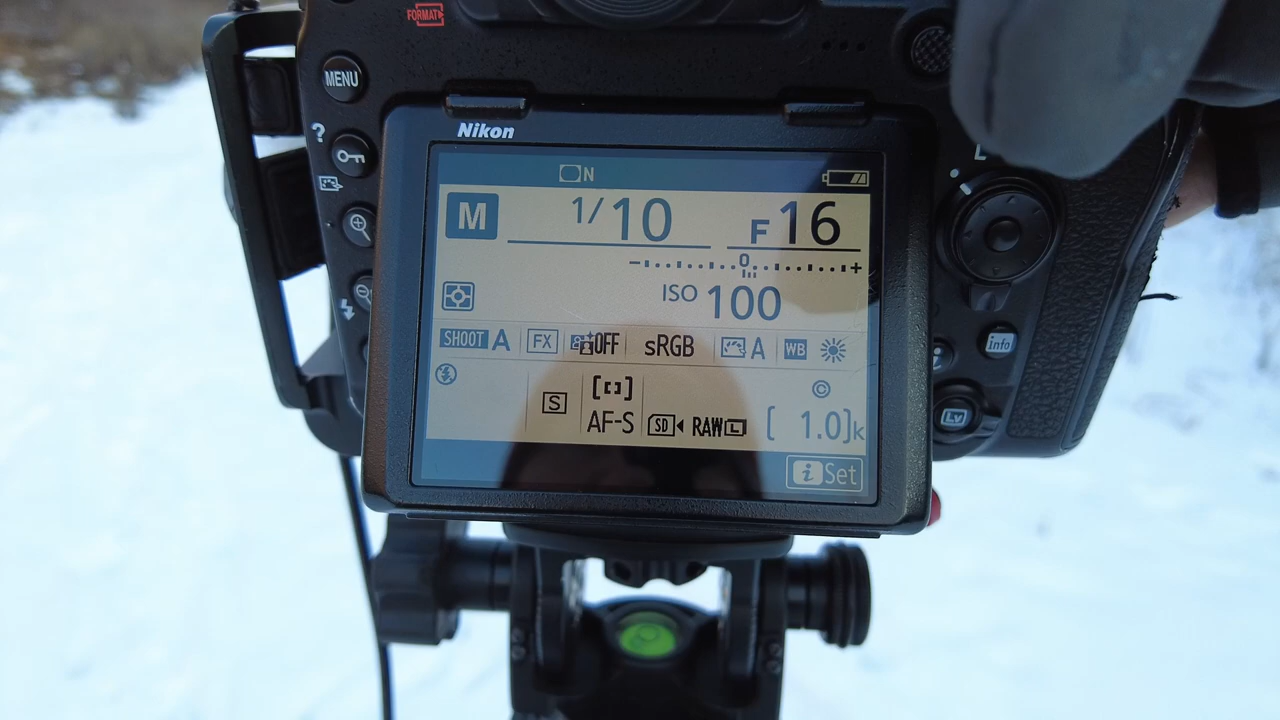 FORMAT
MENU
?
Nikon
N
M 1/10 F16
- 0 +
ISO 100
SHOOT A FX OFF sRGB A WB
S [ ] AF-S SD RAW L ©
[ 1.0]k
i Set
L
info
i
Lv